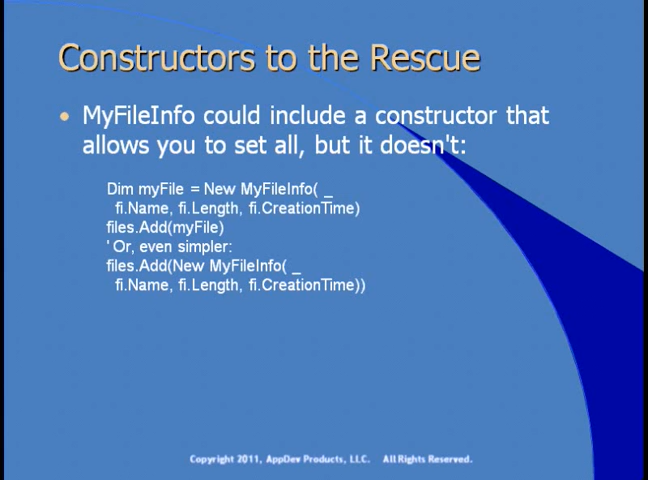 Constructors to the Rescue
• MyFileInfo could include a constructor that
allows you to set all, but it doesn't:
Dim myFile = New MyFileInfo( _
fi.Name, fi.Length, fi.CreationTime)
files.Add(myFile)
' Or, even simpler:
files.Add(New MyFileInfo( _
fi.Name, fi.Length, fi.CreationTime))
Copyright 2011, AppDev Products, LLC. All Rights Reserved.